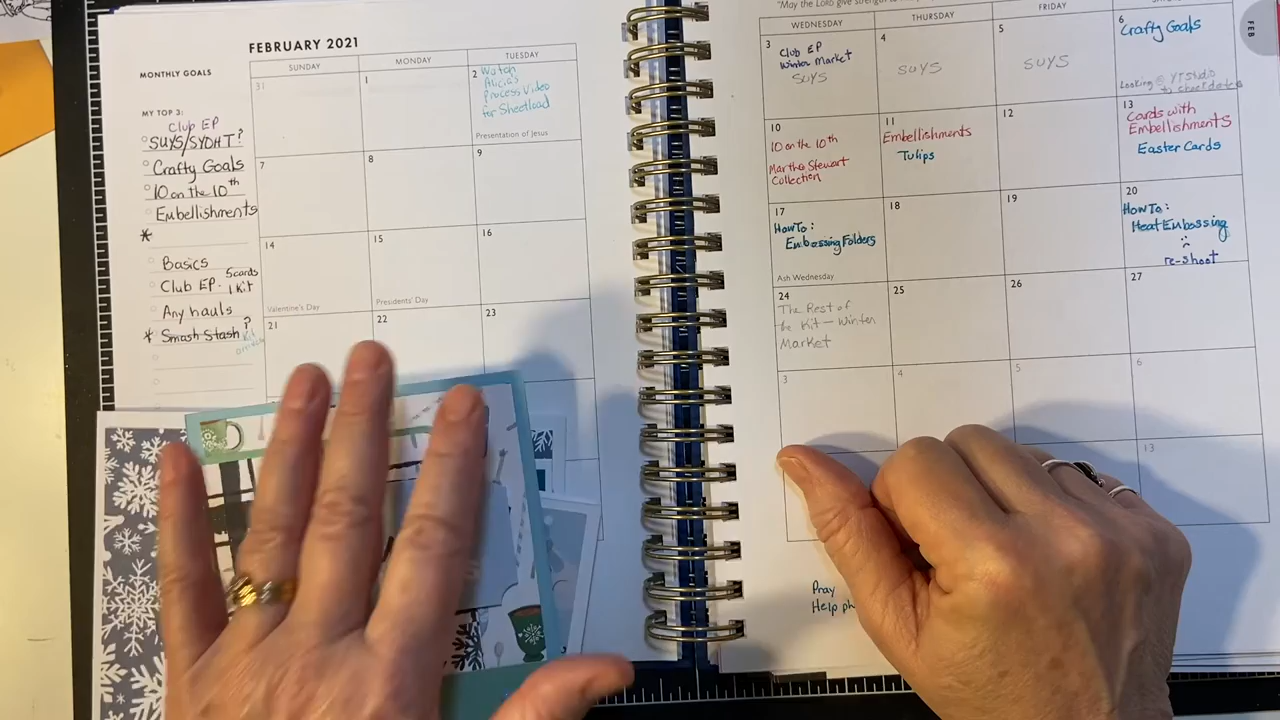 "May the Lord give strength
FEBRUARY 2021
MONTHLY GOALS
MY TOP 3:
Club EP
SUYS/SYDHT?
Crafty Goals
10 on the 10th
Embellishments
*
Basics
Club EP - 5 cards
1 Kit
Any hauls
* Smash Stash ?
SUNDAY MONDAY TUESDAY
31 1 2 Watch
Alicia's
Process Video
for Sheetload
Presentation of Jesus
7 8 9
14 15 16
Valentine's Day Presidents' Day
21 22 23
WEDNESDAY THURSDAY FRIDAY
3 Club EP
Winter Market
SUYS
4 SUYS
5 SUYS
6 Crafty Goals
Looking @ YT Studio
10 10 on the 10th
Martha Stewart
Collection
11 Embellishments
Tulips
12
13 Cards with
Embellishments
Easter Cards
17 How To:
Embossing Folders
Ash Wednesday
18 19
20 How To:
Heat Embossing
re-shoot
24 The Rest of
the Kit - Winter
Market
25 26 27
3 4 5 6
13
Pray
Help
FEB